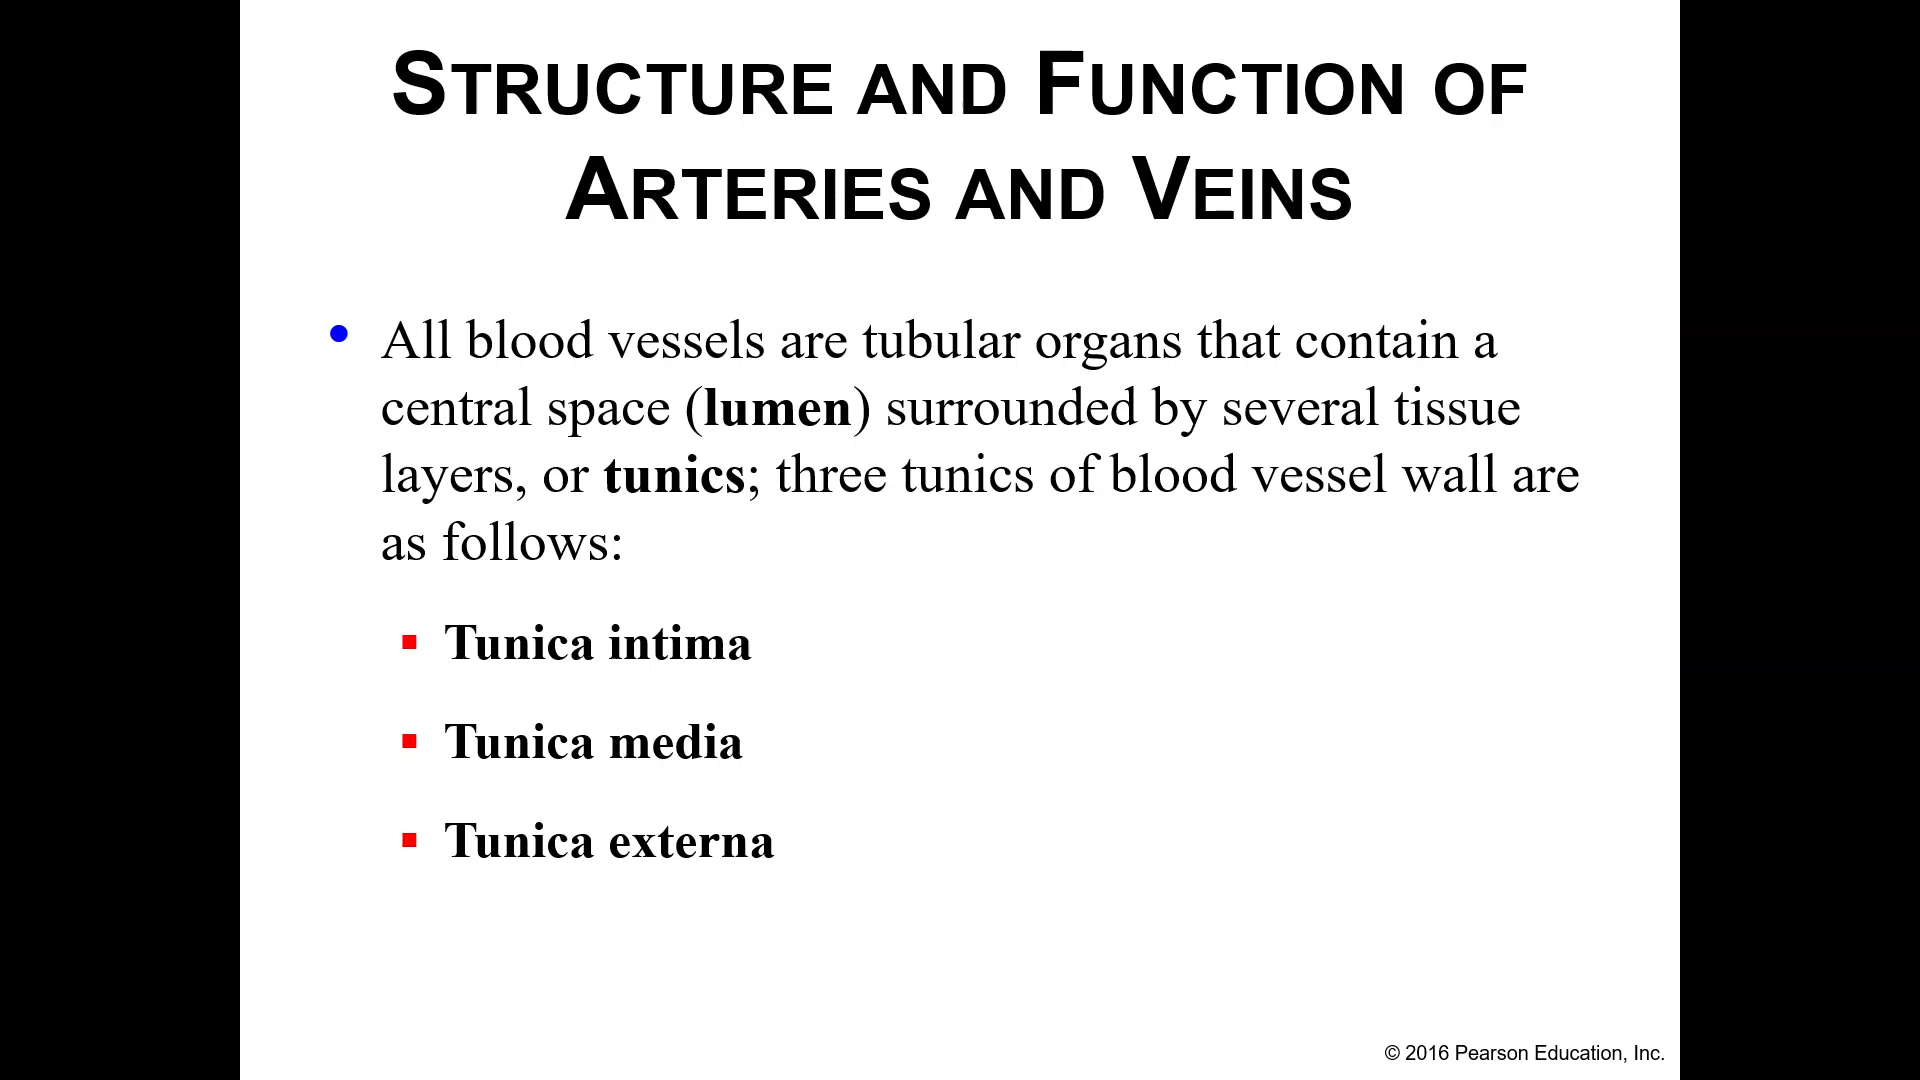 STRUCTURE AND FUNCTION OF
ARTERIES AND VEINS
• All blood vessels are tubular organs that contain a
central space (lumen) surrounded by several tissue
layers, or tunics; three tunics of blood vessel wall are
as follows:
▪ Tunica intima
▪ Tunica media
▪ Tunica externa
© 2016 Pearson Education, Inc.